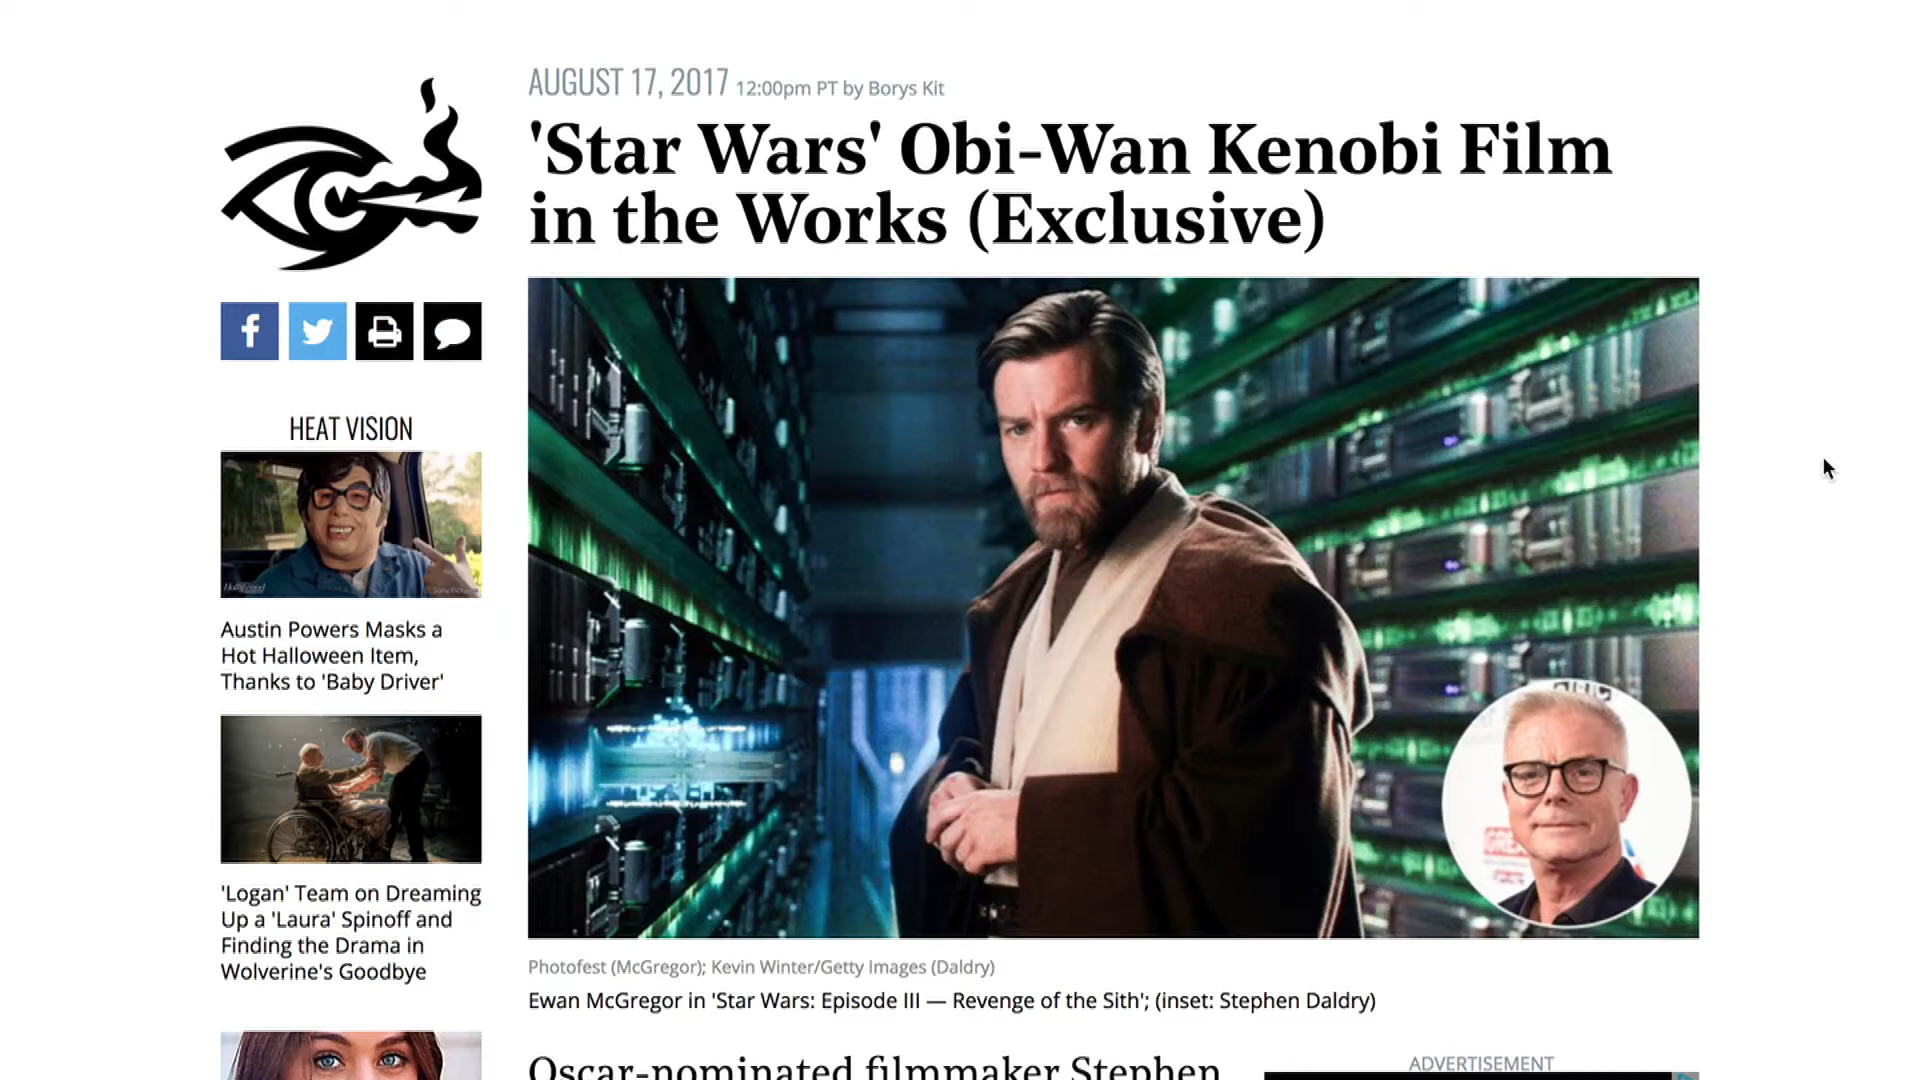 AUGUST 17, 2017 12:00pm PT by Borys Kit
'Star Wars' Obi-Wan Kenobi Film
in the Works (Exclusive)
HEAT VISION
Austin Powers Masks a
Hot Halloween Item,
Thanks to 'Baby Driver'
'Logan' Team on Dreaming
Up a 'Laura' Spinoff and
Finding the Drama in
Wolverine's Goodbye
Photofest (McGregor); Kevin Winter/Getty Images (Daldry)
Ewan McGregor in 'Star Wars: Episode III — Revenge of the Sith'; (inset: Stephen Daldry)
Oscar-nominated filmmaker Stephen
ADVERTISEMENT